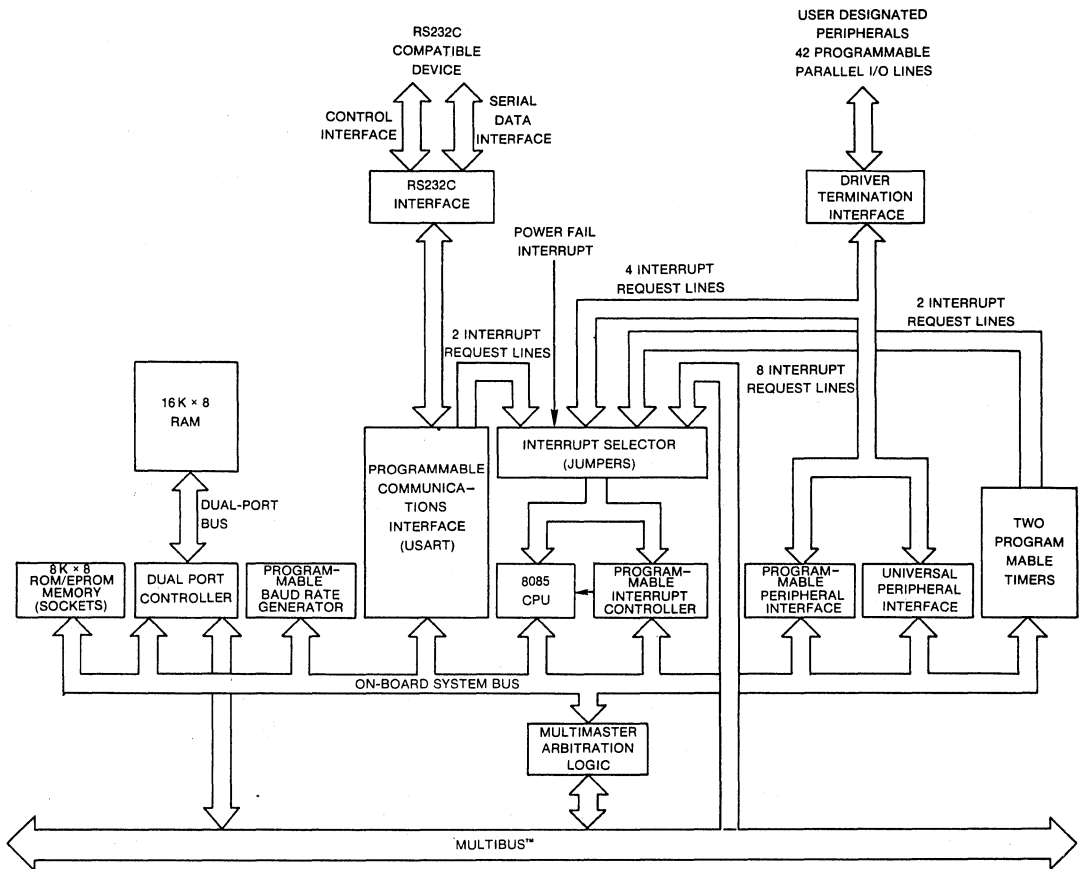 RS232C
COMPATIBLE
DEVICE
USER DESIGNATED
PERIPHERALS
42 PROGRAMMABLE
PARALLEL I/O LINES
CONTROL
INTERFACE
SERIAL
DATA
INTERFACE
RS232C
INTERFACE
DRIVER
TERMINATION
INTERFACE
POWER FAIL
INTERRUPT
4 INTERRUPT
REQUEST LINES
2 INTERRUPT
REQUEST LINES
2 INTERRUPT
REQUEST LINES
8 INTERRUPT
REQUEST LINES
16K × 8
RAM
DUAL-PORT
BUS
PROGRAMMABLE
COMMUNICA-
TIONS
INTERFACE
(USART)
INTERRUPT SELECTOR
(JUMPERS)
TWO
PROGRAM
MABLE
TIMERS
8K × 8
ROM/EPROM
MEMORY
(SOCKETS)
DUAL PORT
CONTROLLER
PROGRAM-
MABLE
BAUD RATE
GENERATOR
8085
CPU
PROGRAM-
MABLE
INTERRUPT
CONTROLLER
PROGRAM-
MABLE
PERIPHERAL
INTERFACE
UNIVERSAL
PERIPHERAL
INTERFACE
ON-BOARD SYSTEM BUS
MULTIMASTER
ARBITRATION
LOGIC
MULTIBUS™